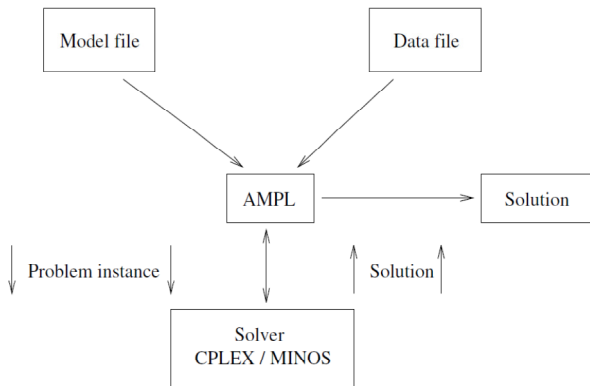 Model file
Data file
AMPL
Solution
Problem instance
Solution
Solver
CPLEX / MINOS